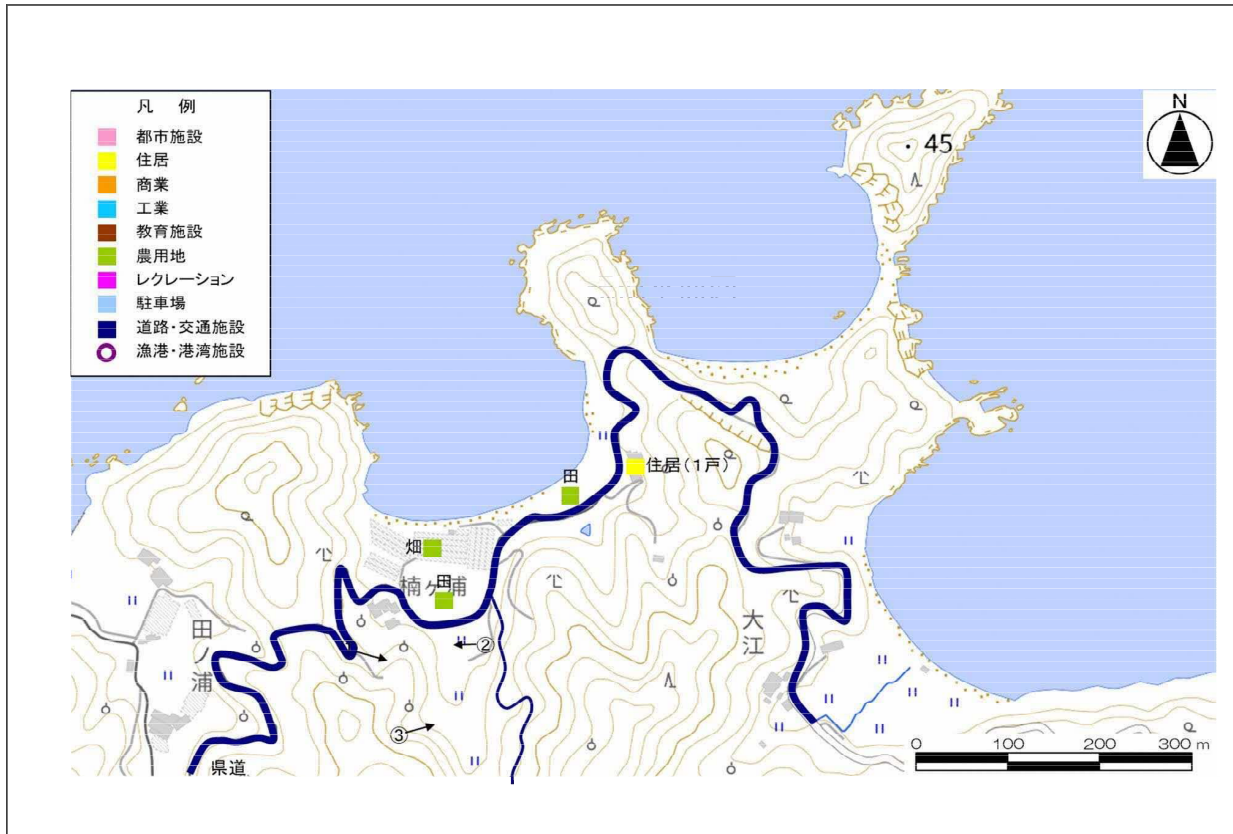 凡 例
都市施設
住居
商業
工業
教育施設
農用地
レクレーション
駐車場
道路・交通施設
漁港・港湾施設
N
45
住居(1戸)
田
畑
楠ヶ浦
田
田ノ浦
大江
②
③
県道
0 100 200 300 m